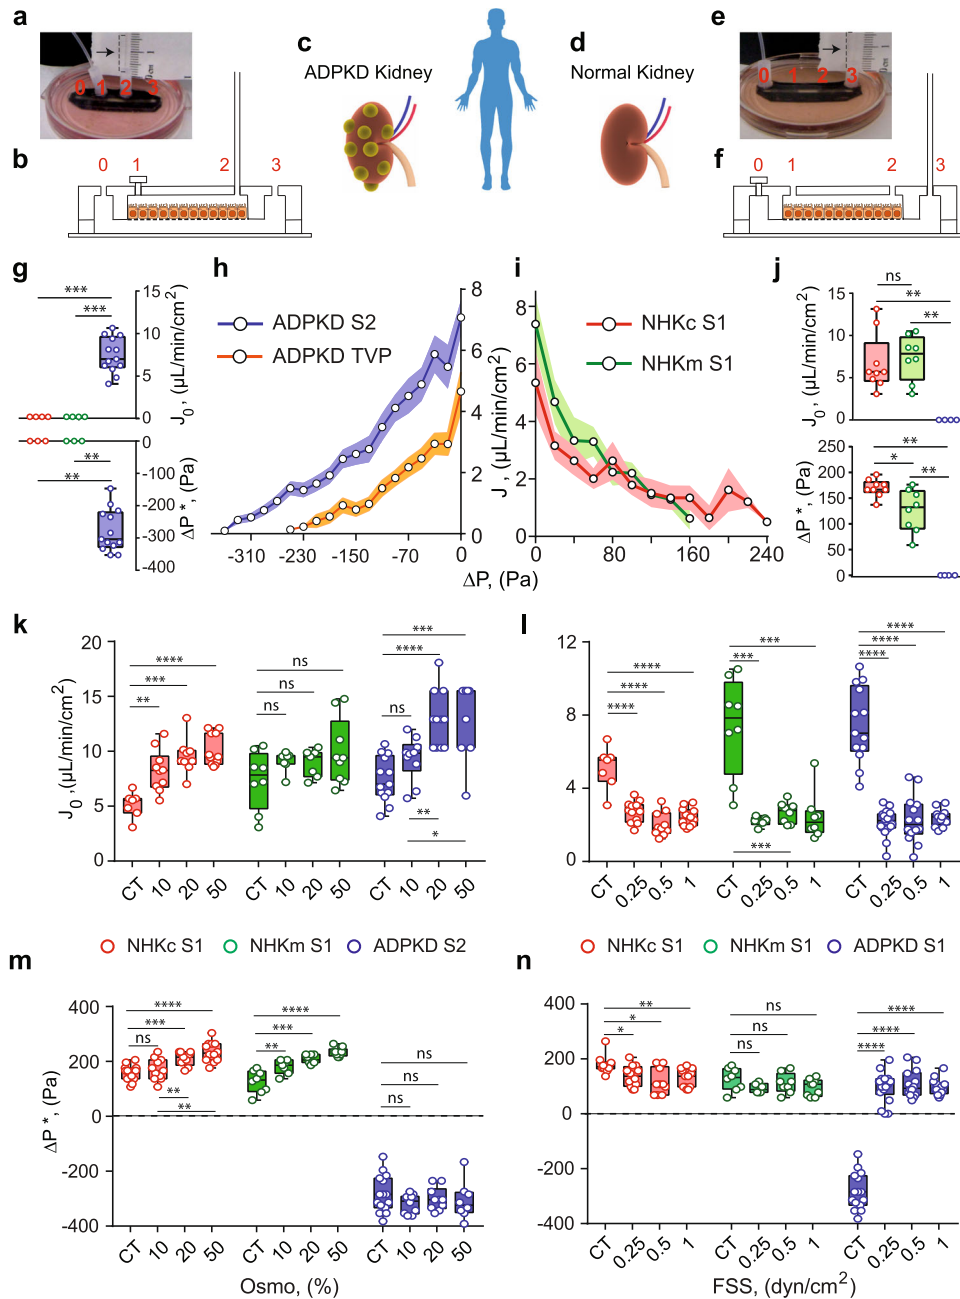 a
0 1 2 3
b
0
1
2
3
c
ADPKD Kidney
d
Normal Kidney
e
0 1 2 3
f
0
1
2
3
g
***
***
15
10
5
0
J0, (µL/min/cm²)
0
-100
-200
-300
-400
ΔP*, (Pa)
**
**
h
ADPKD S2
ADPKD TVP
8
6
4
2
0
-310
-230
-150
-70
0
i
NHKc S1
NHKm S1
J, (µL/min/cm²)
8
6
4
2
0
0
80
160
240
ΔP, (Pa)
j
ns
**
**
15
10
5
0
J0, (µL/min/cm²)
**
*
**
250
200
150
100
50
0
ΔP*, (Pa)
k
J0,(µL/min/cm²)
20
15
10
5
0
****
***
**
ns
ns
***
****
ns
**
*
CT 10 20 50
CT 10 20 50
CT 10 20 50
NHKc S1 NHKm S1 ADPKD S2
l
12
8
4
0
****
****
****
***
***
***
****
****
****
CT 0.25 0.5 1
CT 0.25 0.5 1
CT 0.25 0.5 1
NHKc S1 NHKm S1 ADPKD S1
m
ΔP*, (Pa)
400
200
0
-200
-400
****
***
ns
**
**
****
***
**
ns
ns
ns
CT 10 20 50
CT 10 20 50
CT 10 20 50
Osmo, (%)
n
400
200
0
-200
-400
**
*
*
ns
ns
ns
****
****
****
CT 0.25 0.5 1
CT 0.25 0.5 1
CT 0.25 0.5 1
FSS, (dyn/cm²)